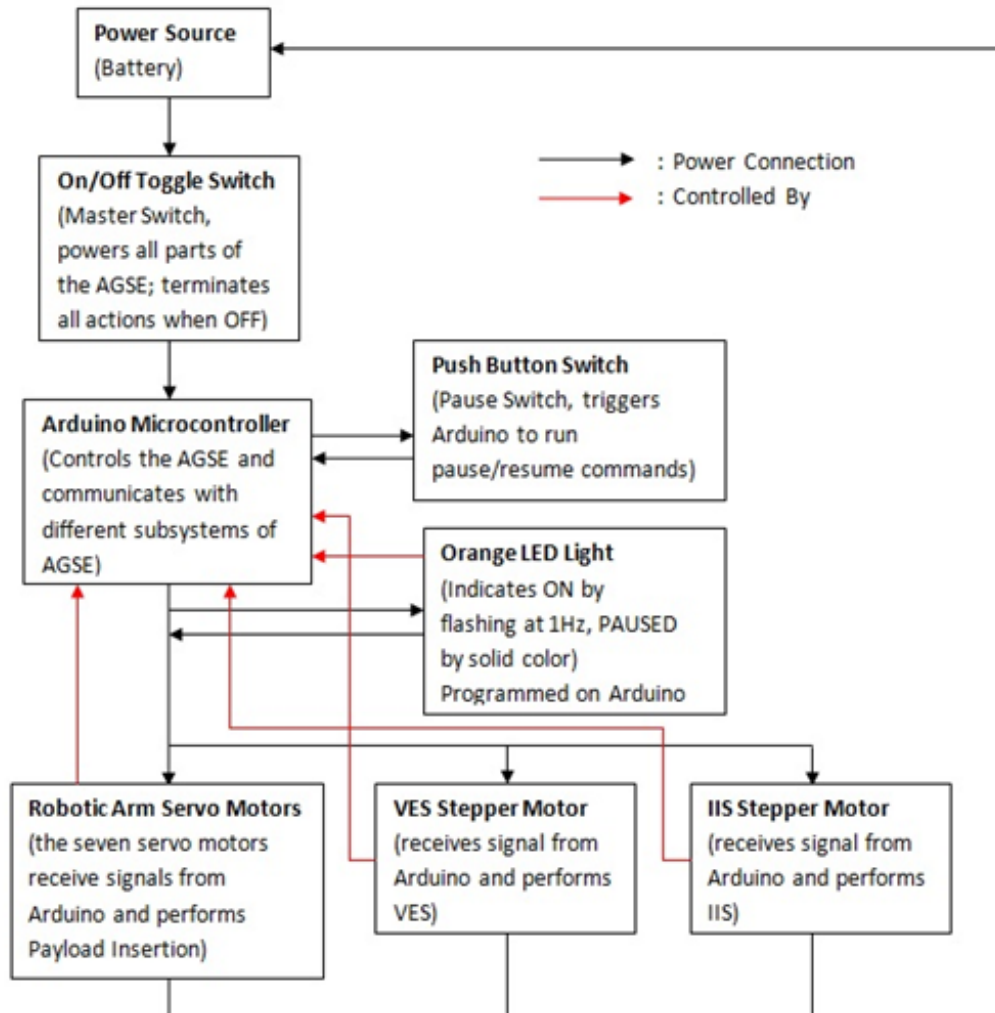 Power Source
(Battery)
On/Off Toggle Switch
(Master Switch,
powers all parts of
the AGSE; terminates
all actions when OFF)
: Power Connection
: Controlled By
Push Button Switch
(Pause Switch, triggers
Arduino to run
pause/resume commands)
Arduino Microcontroller
(Controls the AGSE and
communicates with
different subsystems of
AGSE)
Orange LED Light
(Indicates ON by
flashing at 1Hz, PAUSED
by solid color)
Programmed on Arduino
Robotic Arm Servo Motors
(the seven servo motors
receive signals from
Arduino and performs
Payload Insertion)
VES Stepper Motor
(receives signal from
Arduino and performs
VES)
IIS Stepper Motor
(receives signal from
Arduino and performs
IIS)